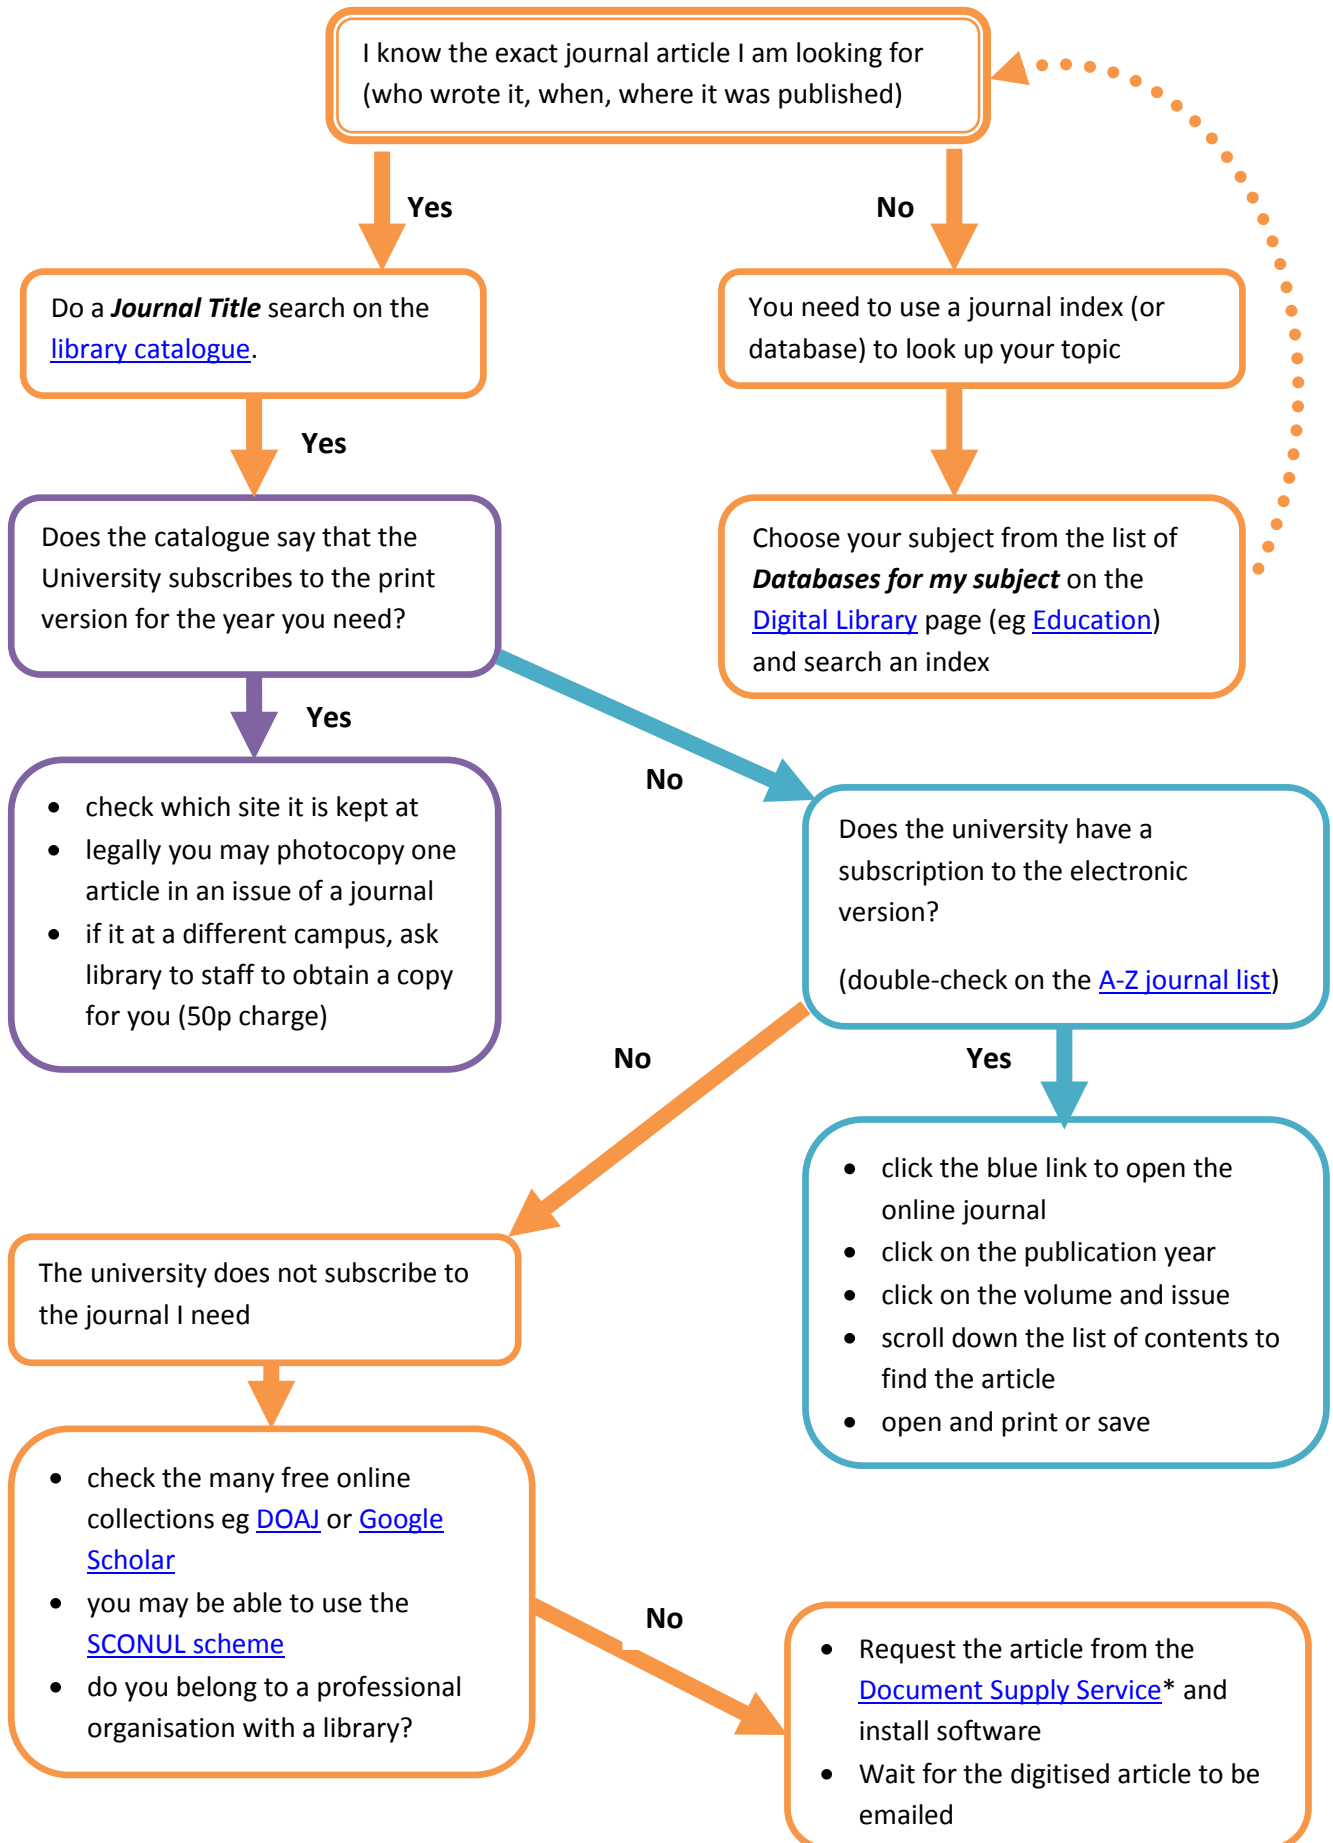 I know the exact journal article I am looking for
(who wrote it, when, where it was published)
Yes
No
Do a Journal Title search on the
library catalogue.
You need to use a journal index (or
database) to look up your topic
Yes
Does the catalogue say that the
University subscribes to the print
version for the year you need?
Choose your subject from the list of
Databases for my subject on the
Digital Library page (eg Education)
and search an index
Yes
No
• check which site it is kept at
• legally you may photocopy one
article in an issue of a journal
• if it at a different campus, ask
library to staff to obtain a copy
for you (50p charge)
Does the university have a
subscription to the electronic
version?
(double-check on the A-Z journal list)
No
Yes
• click the blue link to open the
online journal
• click on the publication year
• click on the volume and issue
• scroll down the list of contents to
find the article
• open and print or save
The university does not subscribe to
the journal I need
• check the many free online
collections eg DOAJ or Google
Scholar
• you may be able to use the
SCONUL scheme
• do you belong to a professional
organisation with a library?
No
• Request the article from the
Document Supply Service* and
install software
• Wait for the digitised article to be
emailed